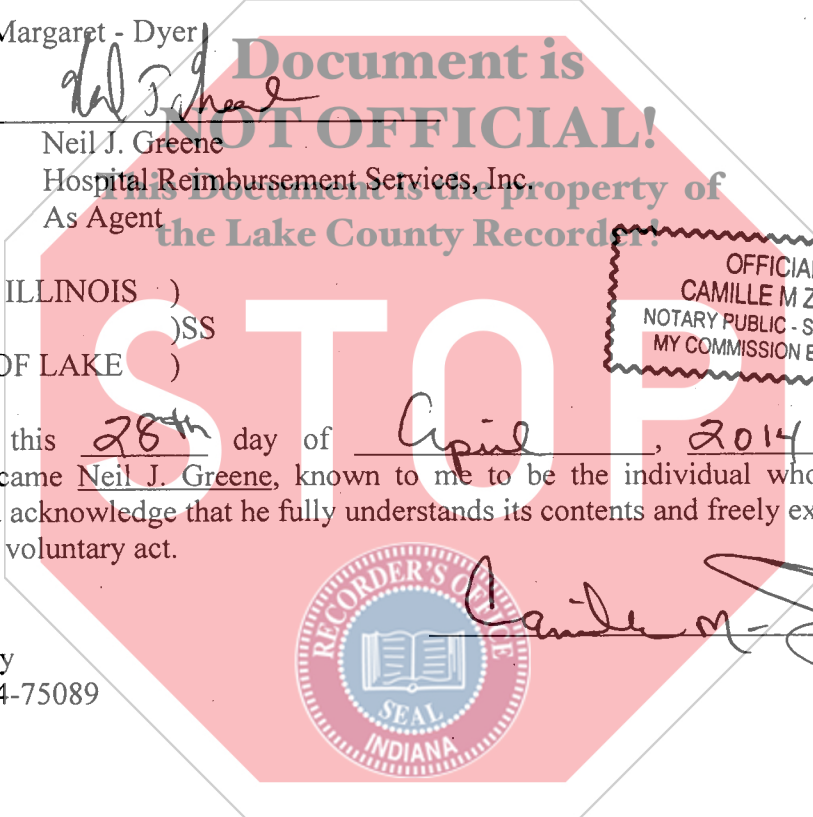 Margaret - Dyer
Document is
NOT OFFICIAL!
Neil J. Greene
Hospital Reimbursement Services, Inc.
This Document is the property of
As Agent
the Lake County Recorder!
OFFICIAL
CAMILLE M Z
NOTARY PUBLIC - S
MY COMMISSION E
ILLINOIS )
)SS
OF LAKE )
STOP
this 28th day of April, 2014
came Neil J. Greene, known to me to be the individual who
acknowledge that he fully understands its contents and freely ex
voluntary act.
Camille M
RECORDER'S OFFICE
SEAL
INDIANA
y
4-75089